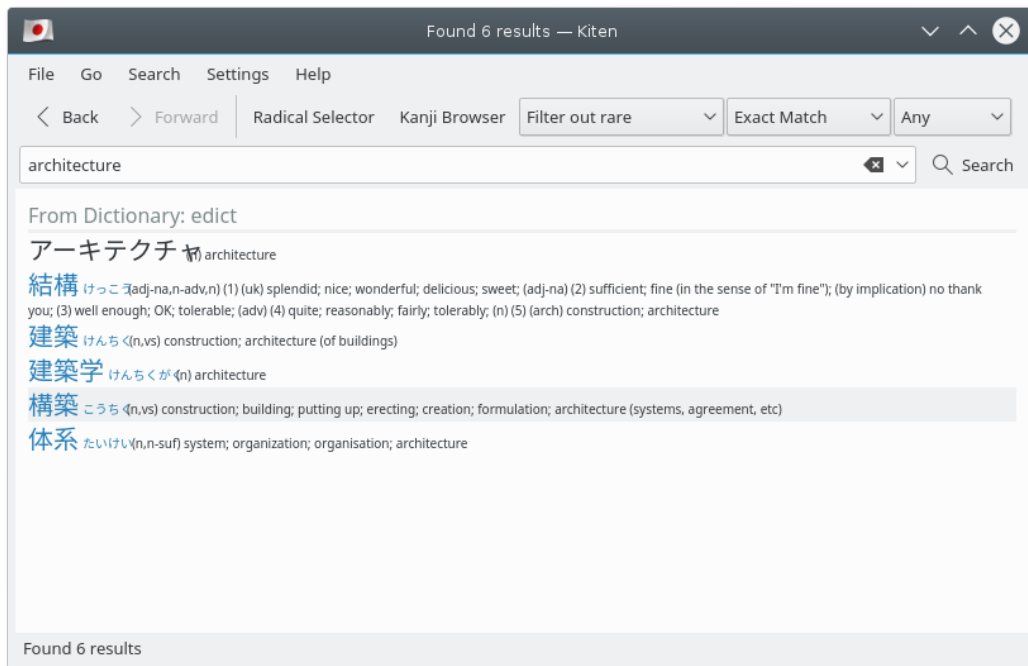 Found 6 results — Kiten
File Go Search Settings Help
Back Forward Radical Selector Kanji Browser Filter out rare Exact Match Any
architecture Search
From Dictionary: edict
アーキテクチャ (n) architecture
結構 けっこう (adj-na,n-adv,n) (1) (uk) splendid; nice; wonderful; delicious; sweet; (adj-na) (2) sufficient; fine (in the sense of "I'm fine"); (by implication) no thank
you; (3) well enough; OK; tolerable; (adv) (4) quite; reasonably; fairly; tolerably; (n) (5) (arch) construction; architecture
建築 けんちく (n,vs) construction; architecture (of buildings)
建築学 けんちくがく (n) architecture
構築 こうちく (n,vs) construction; building; putting up; erecting; creation; formulation; architecture (systems, agreement, etc)
体系 たいけい (n,n-suf) system; organization; organisation; architecture
Found 6 results